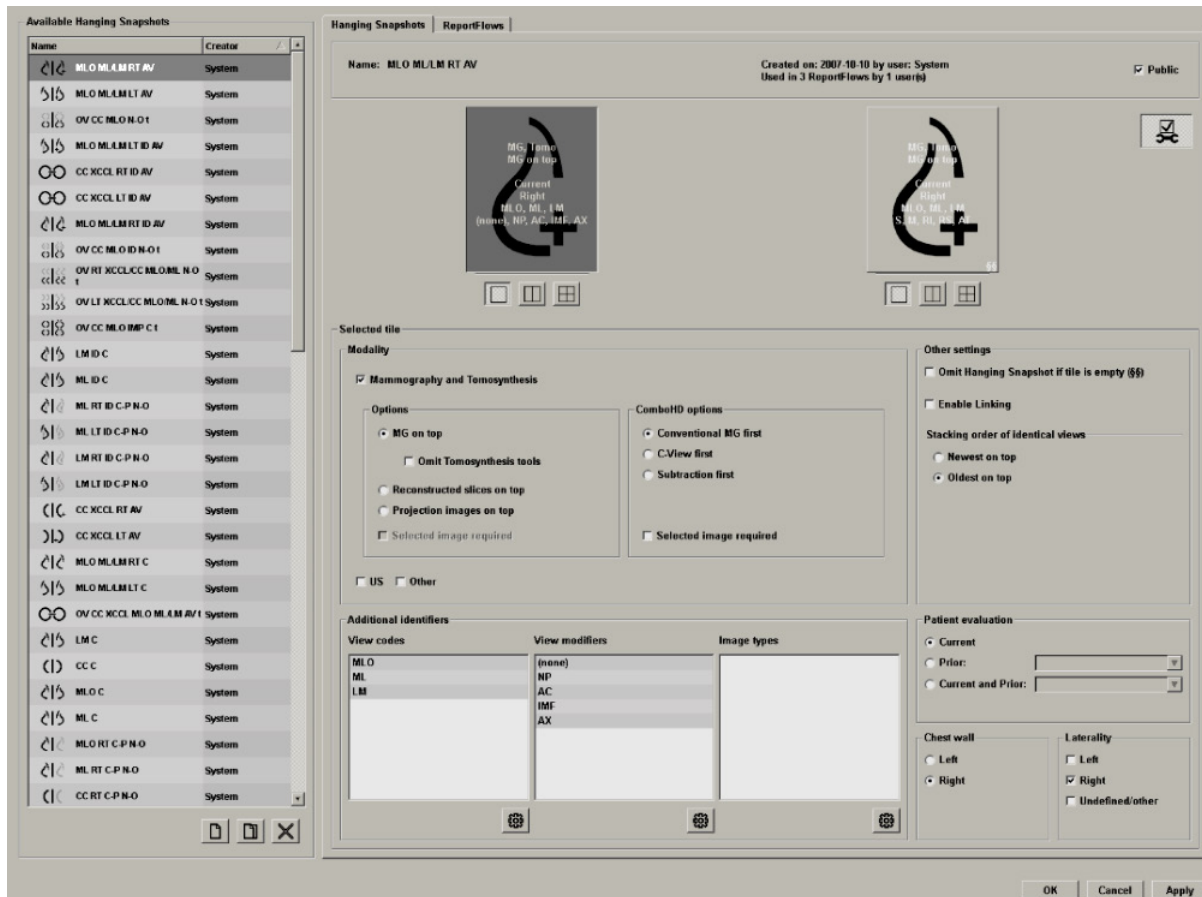 Available Hanging Snapshots
Name Creator
MLO ML/LM RT AV System
MLO ML/LM LT AV System
OV CC MLO N-O t System
MLO ML/LM LT ID AV System
CC XCCL RT ID AV System
CC XCCL LT ID AV System
MLO ML/LM RT ID AV System
OV CC MLO ID N-O t System
OV RT XCCL/CC MLO/ML N-O t System
OV LT XCCL/CC MLO/ML N-O t System
OV CC MLO IMP C t System
LM ID C System
ML ID C System
ML RT ID C-P N-O System
ML LT ID C-P N-O System
LM RT ID C-P N-O System
LM LT ID C-P N-O System
CC XCCL RT AV System
CC XCCL LT AV System
MLO ML/LM RT C System
MLO ML/LM LT C System
OV CC XCCL MLO ML/LM AV t System
LM C System
CC C System
MLO C System
ML C System
MLO RT C-P N-O System
ML RT C-P N-O System
CC RT C-P N-O System
Hanging Snapshots ReportFlows
Name: MLO ML/LM RT AV
Created on: 2007-10-10 by user: System
Used in 3 ReportFlows by 1 user(s)
Public
MG, Tomo
MG on top
Current
Right
MLO, ML, LM
(none), NP, AC, IMF, AX
MG, Tomo
MG on top
Current
Right
MLO, ML, LM
S, M, RL, RS, AT
§§
Selected tile
Modality
Mammography and Tomosynthesis
Options
MG on top
Omit Tomosynthesis tools
Reconstructed slices on top
Projection images on top
Selected image required
ComboHD options
Conventional MG first
C-View first
Subtraction first
Selected image required
US Other
Other settings
Omit Hanging Snapshot if tile is empty (§§)
Enable Linking
Stacking order of identical views
Newest on top
Oldest on top
Additional identifiers
View codes
MLO
ML
LM
View modifiers
(none)
NP
AC
IMF
AX
Image types
Patient evaluation
Current
Prior:
Current and Prior:
Chest wall
Left
Right
Laterality
Left
Right
Undefined/other
OK Cancel Apply